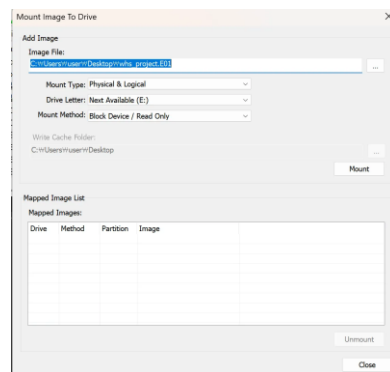 Mount Image To Drive
Add Image
Image File:
C:₩Users₩user₩Desktop₩whs_project.E01
...
Mount Type: Physical & Logical
Drive Letter: Next Available (E:)
Mount Method: Block Device / Read Only
Write Cache Folder:
C:₩Users₩user₩Desktop
...
Mount
Mapped Image List
Mapped Images:
Drive Method Partition Image
Unmount
Close